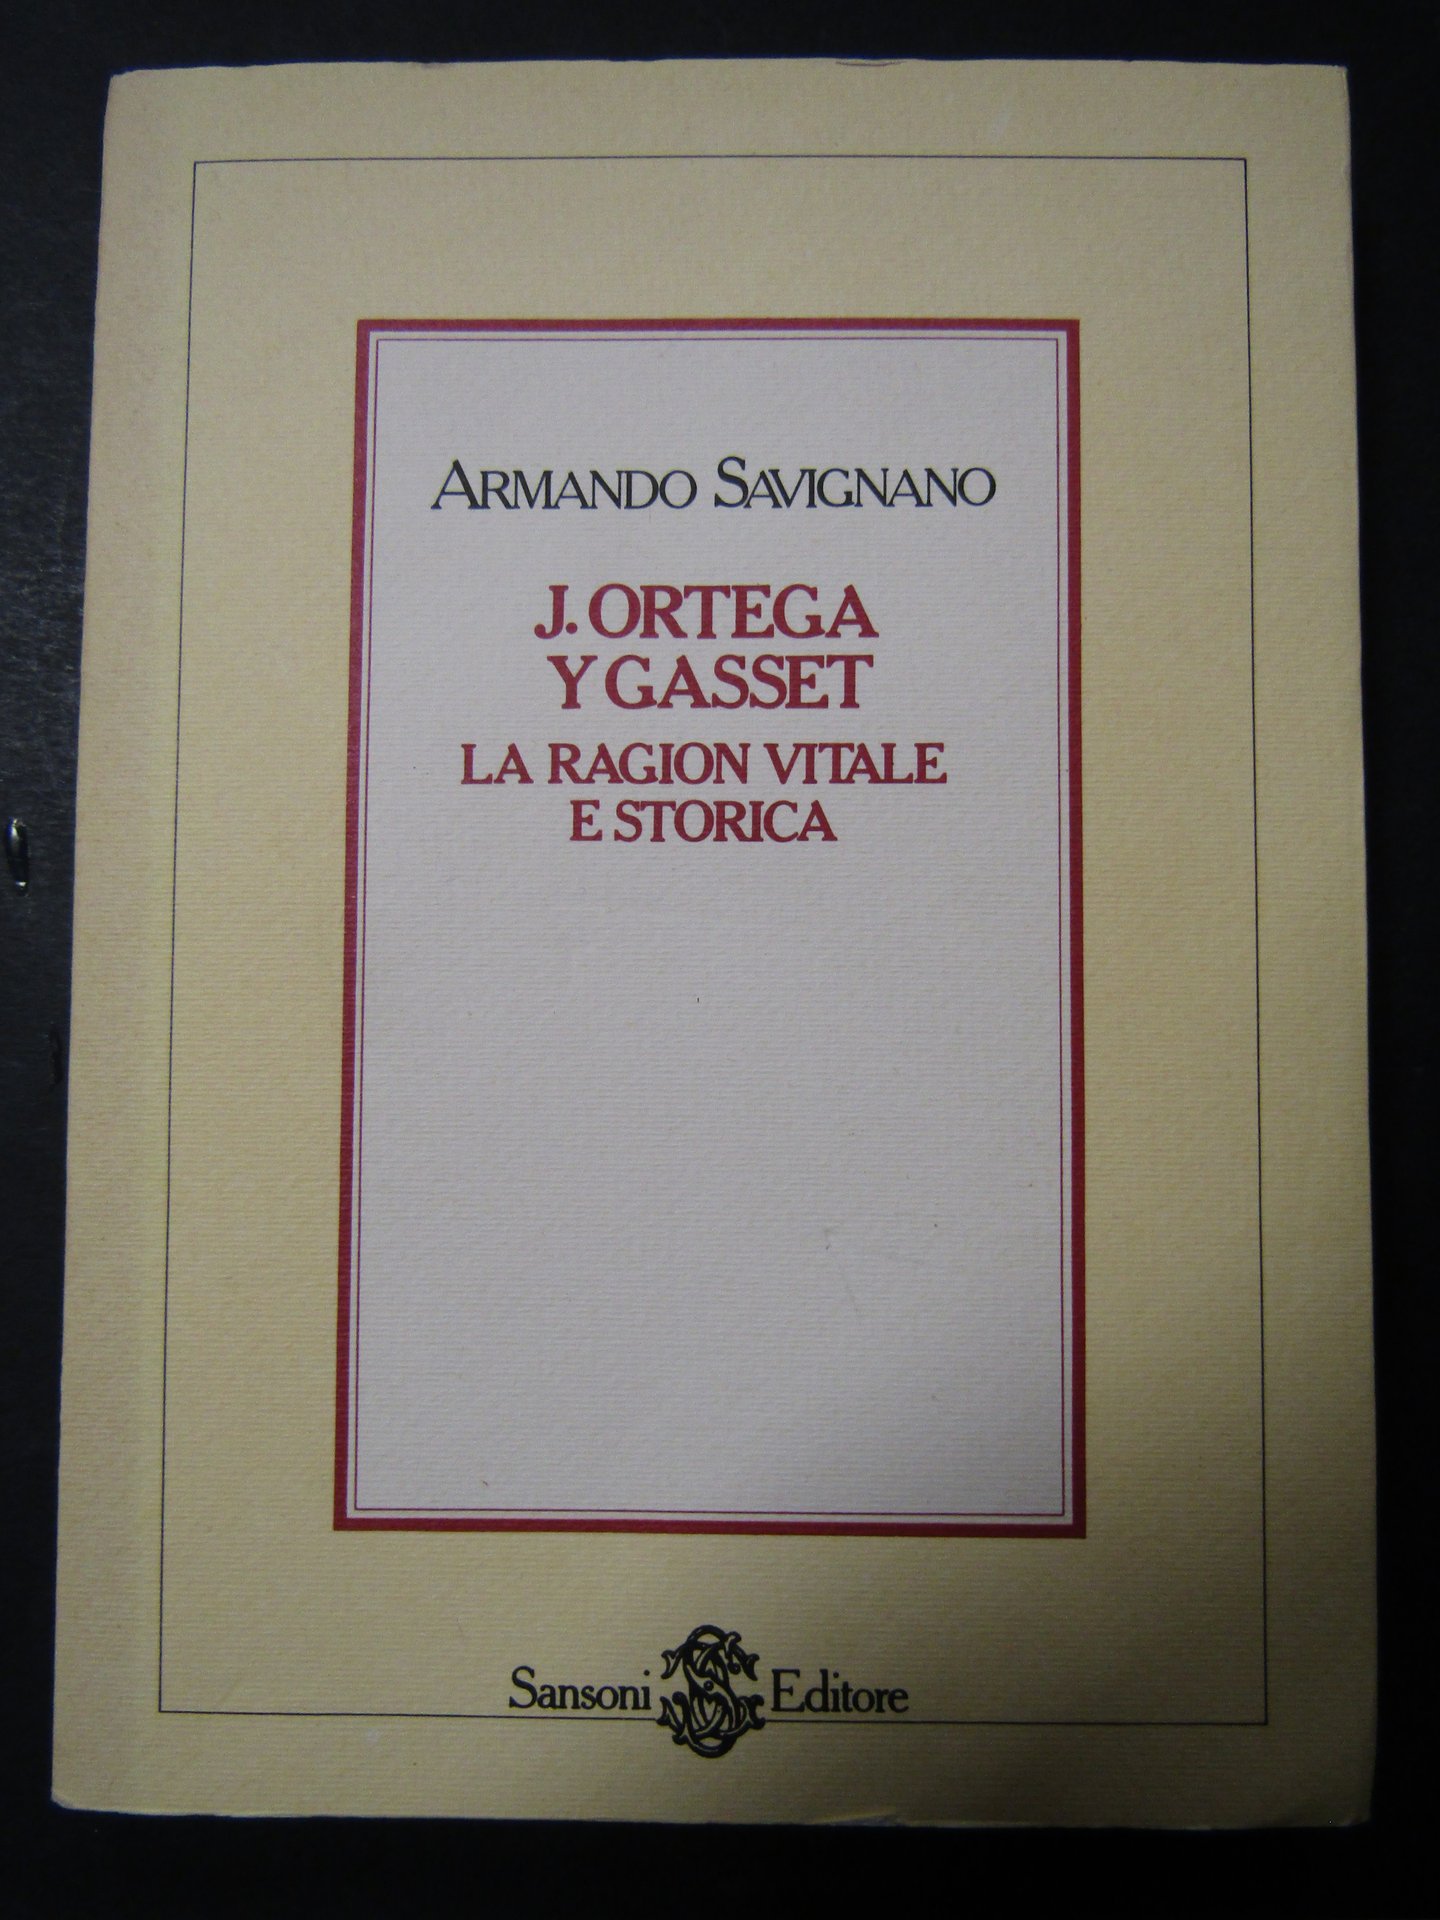 ARMANDO SAVIGNANO
J. ORTEGA
Y GASSET
LA RAGION VITALE
E STORICA
Sansoni Editore